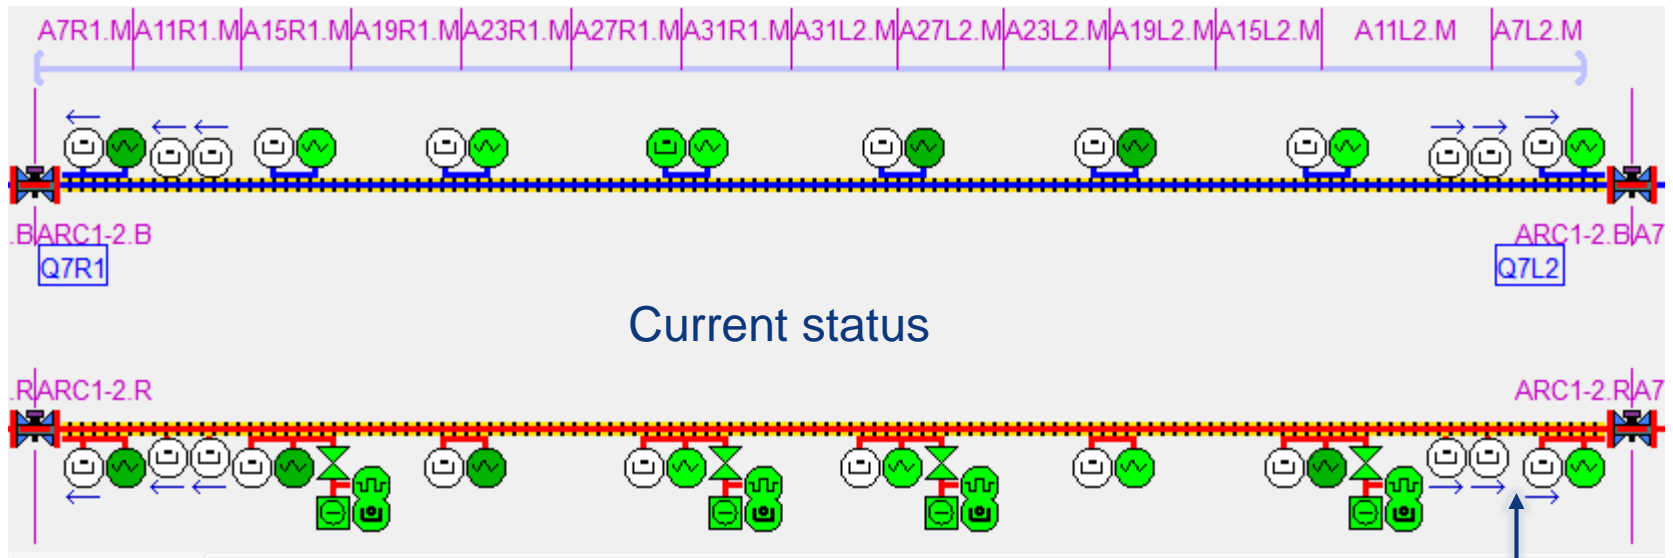 A7R1.M A11R1.M A15R1.M A19R1.M A23R1.M A27R1.M A31R1.M A31L2.M A27L2.M A23L2.M A19L2.M A15L2.M A11L2.M A7L2.M
.B ARC1-2.B ARC1-2.B A7
Q7R1 Q7L2
Current status
.R ARC1-2.R ARC1-2.R A7